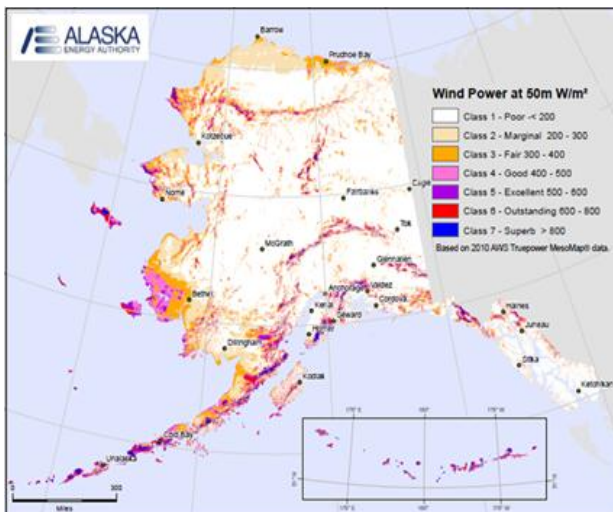 ALASKA
ENERGY AUTHORITY
Barrow
Prudhoe Bay
Wind Power at 50m W/m²
Class 1 - Poor -< 200
Class 2 - Marginal 200 - 300
Class 3 - Fair 300 - 400
Class 4 - Good 400 - 500
Class 5 - Excellent 500 - 600
Class 6 - Outstanding 600 - 800
Class 7 - Superb > 800
Based on 2010 AWS Truepower MesoMap® data.
Kotzebue
Nome
Fairbanks
Eagle
Tok
McGrath
Glennallen
Bethel
Anchorage
Valdez
Kenai
Cordova
Seward
Homer
Haines
Juneau
Dillingham
Sitka
Kodiak
Ketchikan
Cold Bay
Unalaska
0
300
Miles